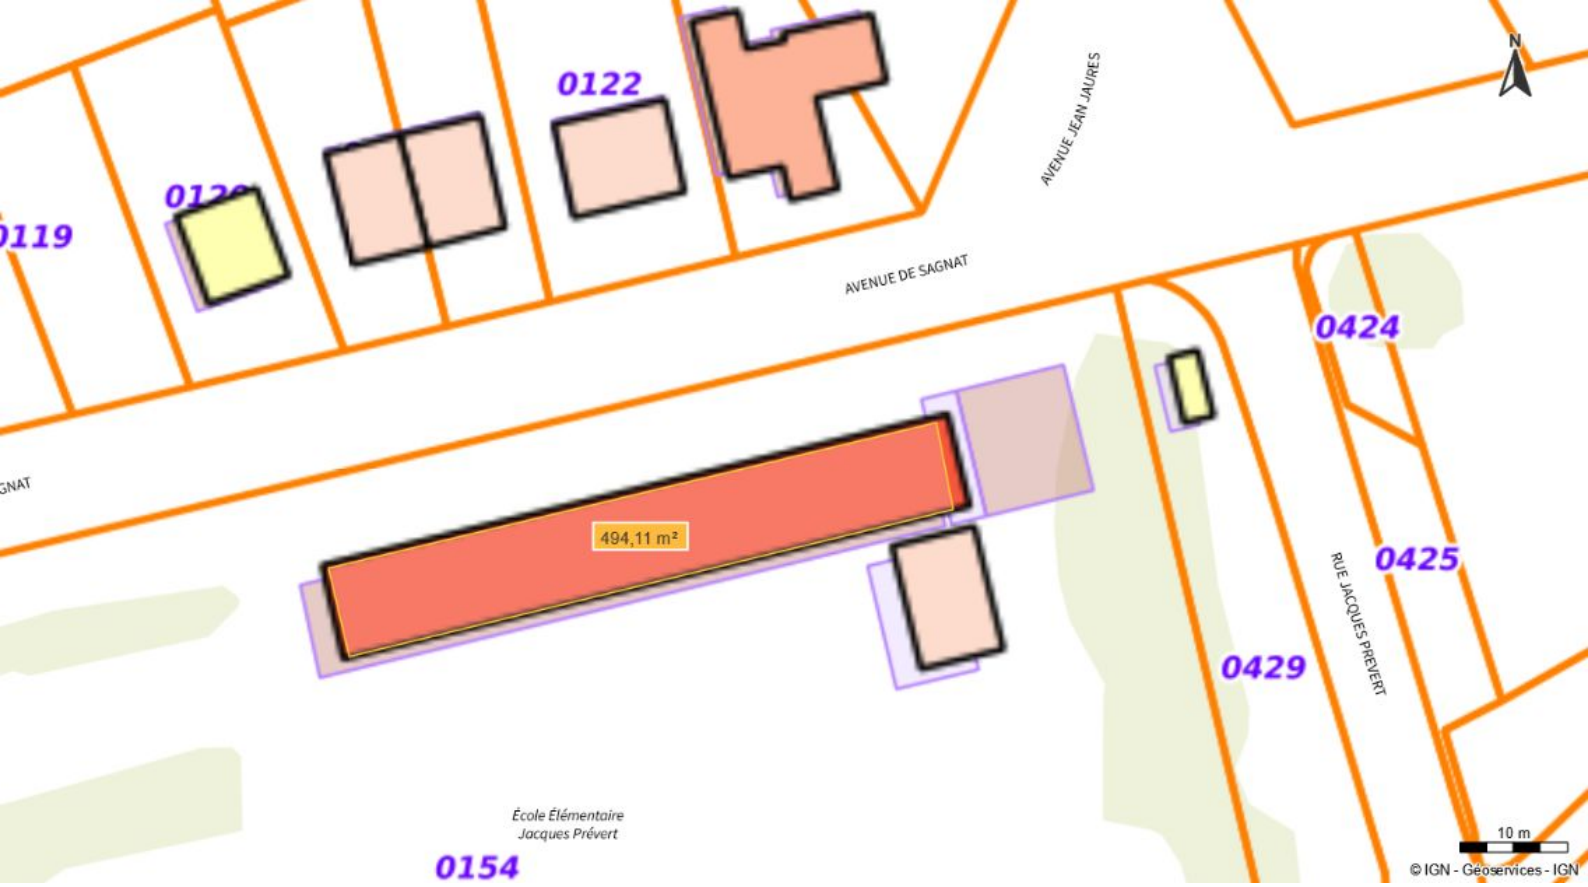 N
0122
AVENUE JEAN JAURES
0120
0119
AVENUE DE SAGNAT
0424
GNAT
494,11 m²
0425
RUE JACQUES PREVERT
0429
École Élémentaire
Jacques Prévert
0154
10 m
© IGN - Géoservices - IGN